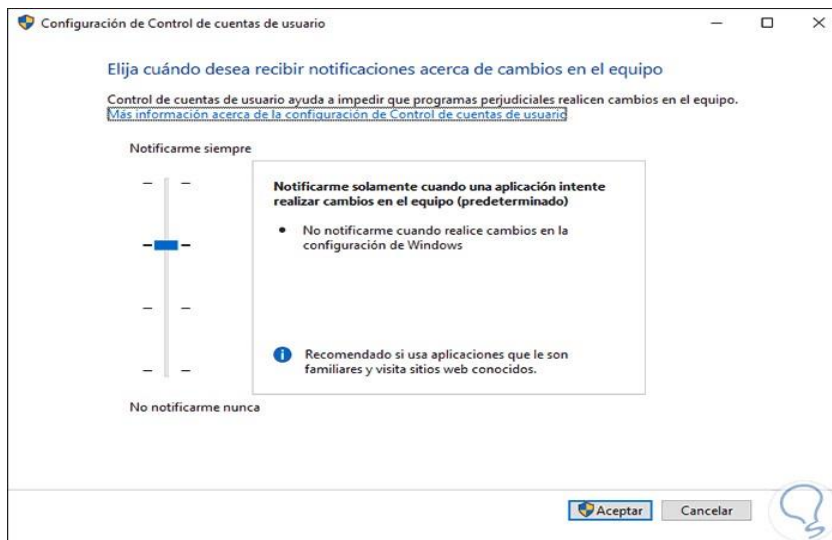 Configuración de Control de cuentas de usuario
Elija cuándo desea recibir notificaciones acerca de cambios en el equipo
Control de cuentas de usuario ayuda a impedir que programas perjudiciales realicen cambios en el equipo.
Más información acerca de la configuración de Control de cuentas de usuario
Notificarme siempre
Notificarme solamente cuando una aplicación intente
realizar cambios en el equipo (predeterminado)
No notificarme cuando realice cambios en la
configuración de Windows
Recomendado si usa aplicaciones que le son
familiares y visita sitios web conocidos.
No notificarme nunca
Aceptar Cancelar